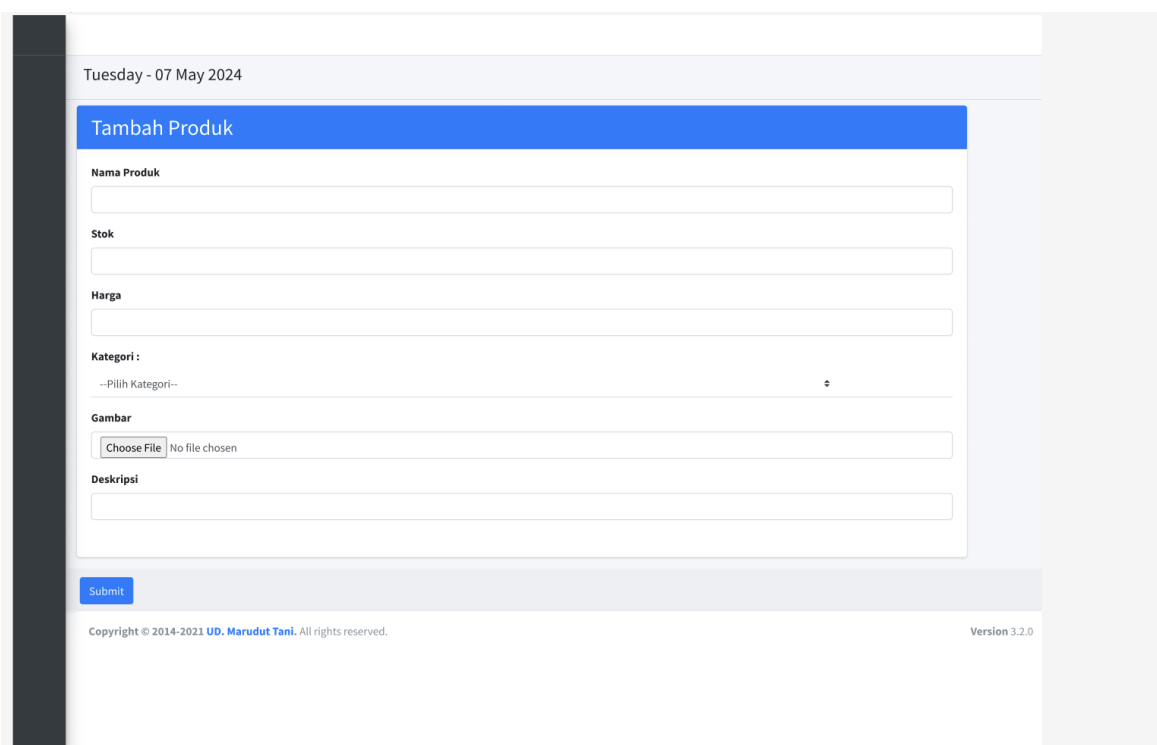 Tuesday - 07 May 2024
Tambah Produk
Nama Produk
Stok
Harga
Kategori :
--Pilih Kategori--
Gambar
Choose File No file chosen
Deskripsi
Submit
Copyright © 2014-2021 UD. Marudut Tani. All rights reserved. Version 3.2.0